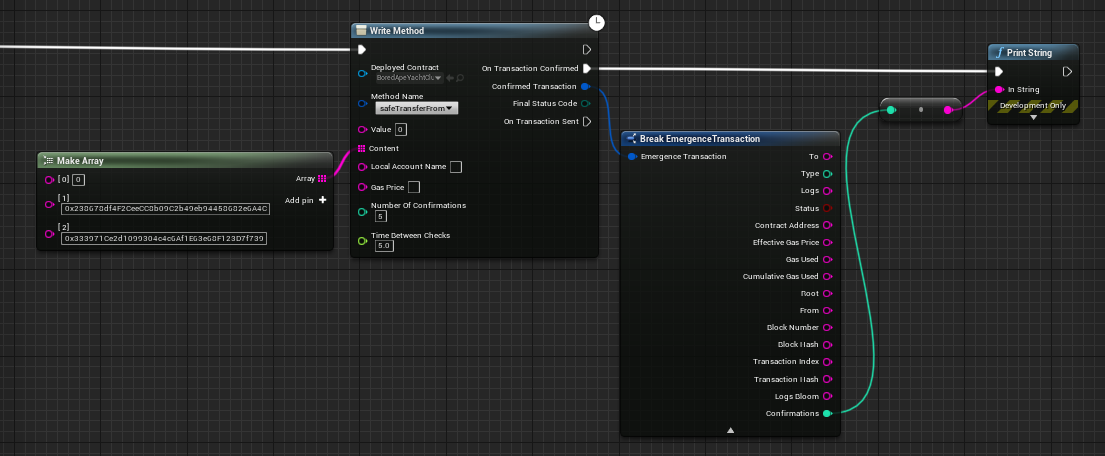 Write Method
Deployed Contract
BoredApeYachtClu
Method Name
safeTransferFrom
Value 0
Content
Local Account Name
Gas Price
Number Of Confirmations
5
Time Between Checks
5.0
On Transaction Confirmed
Confirmed Transaction
Final Status Code
On Transaction Sent
Make Array
[0] 0
Array
[1]
Add pin
0x238678df4F2CeeCC8b09C2b49eb94458682e6A4C
[2]
0x333971Ce2d1099304c4c6Af1E63e68F123D7f739
Break EmergenceTransaction
Emergence Transaction
To
Type
Logs
Status
Contract Address
Effective Gas Price
Gas Used
Cumulative Gas Used
Root
From
Block Number
Block Hash
Transaction Index
Transaction Hash
Logs Bloom
Confirmations
f Print String
In String
Development Only